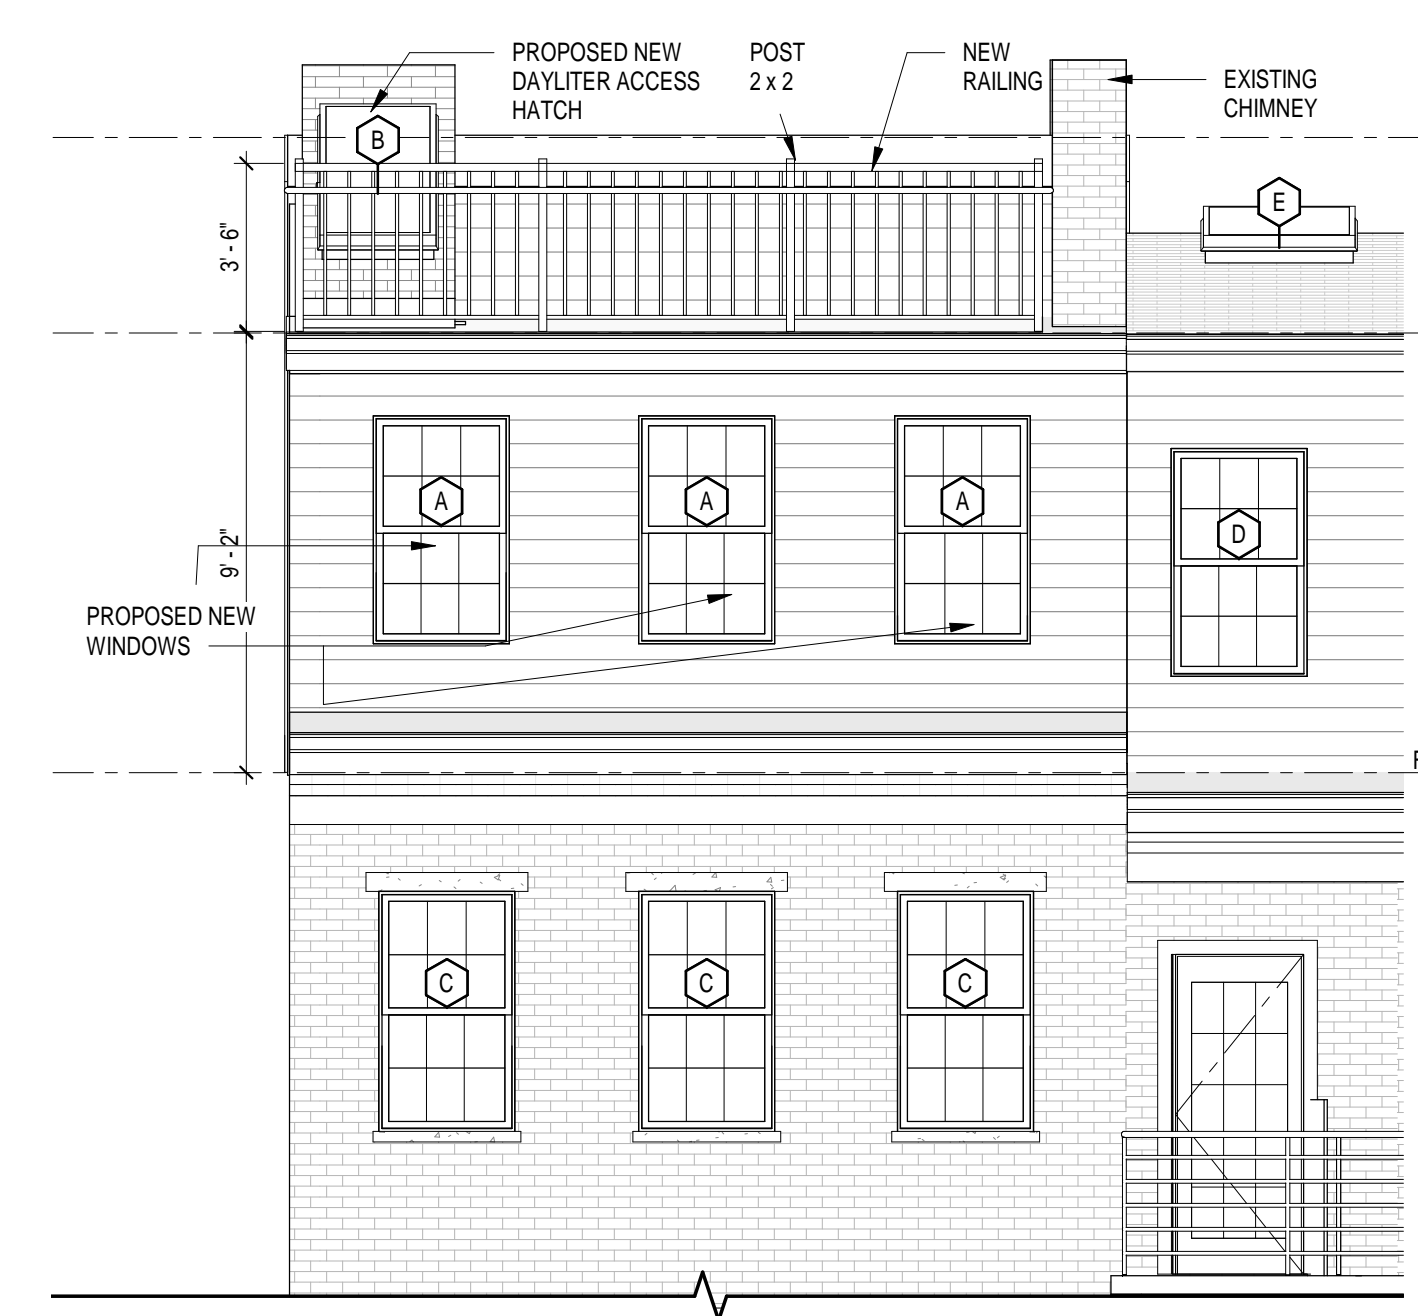 PROPOSED NEW
DAYLITER ACCESS
HATCH
POST
2 x 2
NEW
RAILING
EXISTING
CHIMNEY
B
E
3' - 6"
A
A
A
D
9' - 2"
PROPOSED NEW
WINDOWS
C
C
C